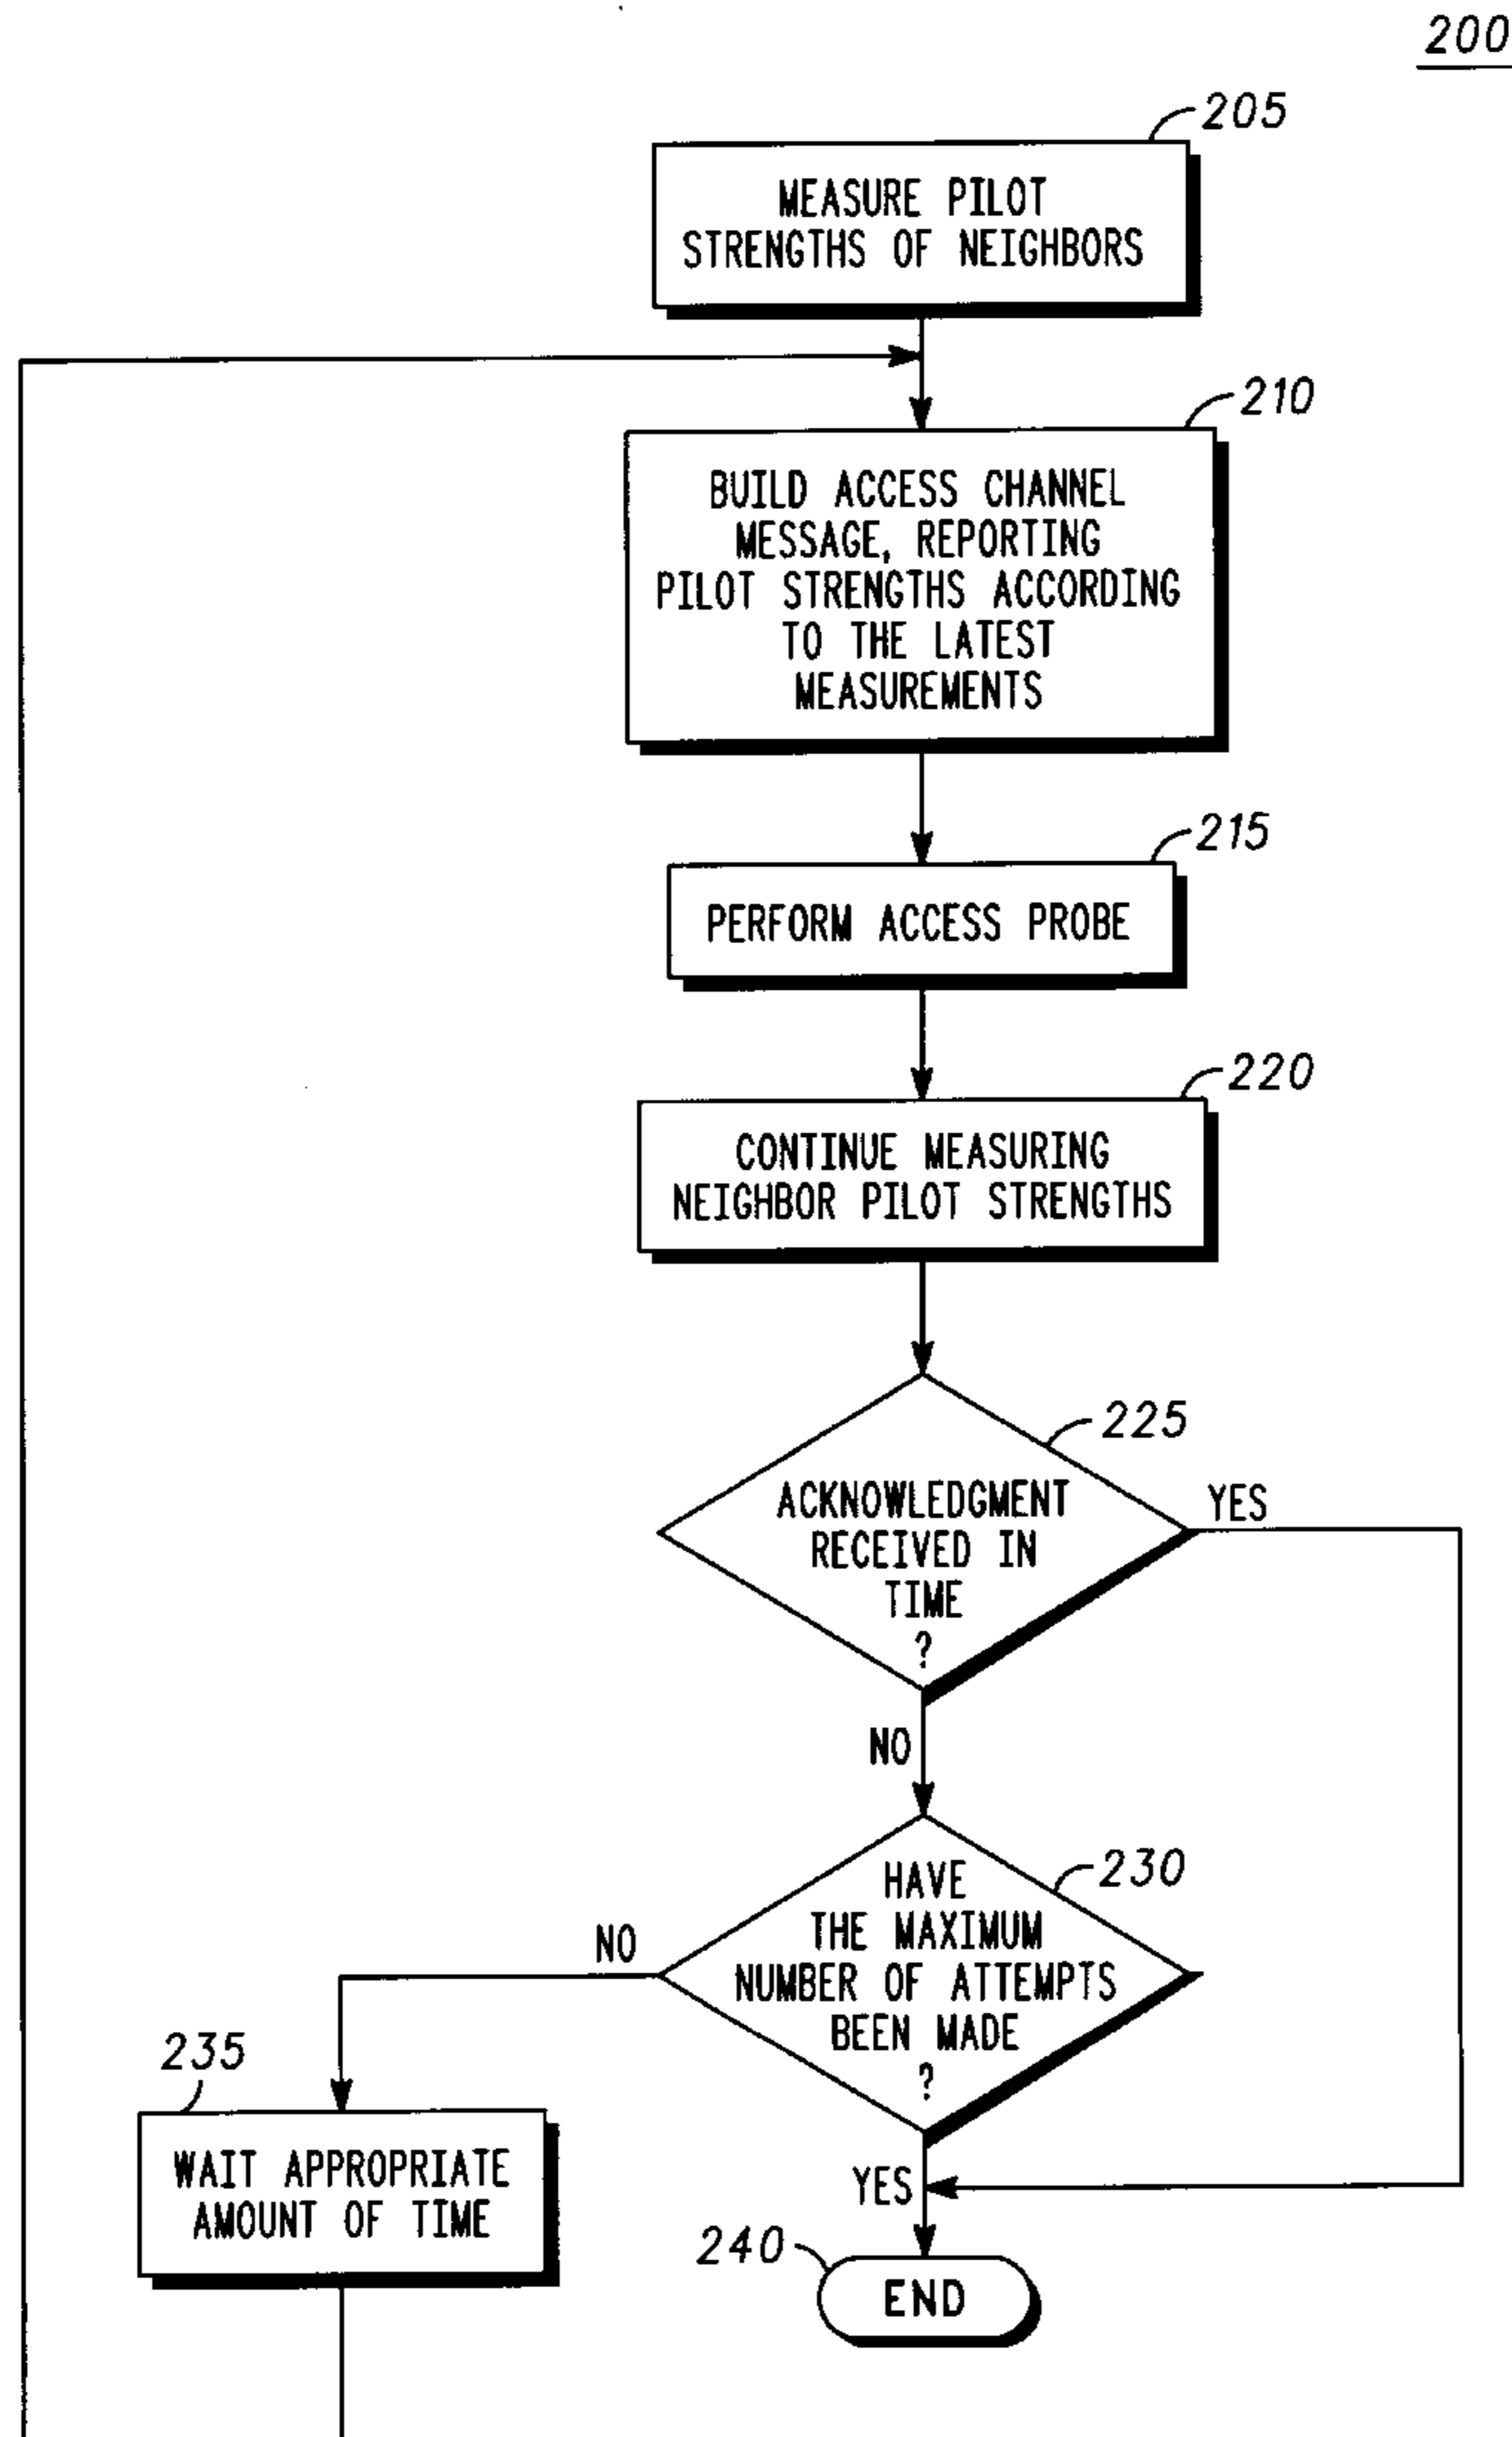 200
205
MEASURE PILOT
STRENGTHS OF NEIGHBORS
210
BUILD ACCESS CHANNEL
MESSAGE, REPORTING
PILOT STRENGTHS ACCORDING
TO THE LATEST
MEASUREMENTS
215
PERFORM ACCESS PROBE
220
CONTINUE MEASURING
NEIGHBOR PILOT STRENGTHS
225
ACKNOWLEDGMENT
RECEIVED IN
TIME
?
YES
NO
230
HAVE
THE MAXIMUM
NUMBER OF ATTEMPTS
BEEN MADE
?
NO
235
WAIT APPROPRIATE
AMOUNT OF TIME
YES
240
END